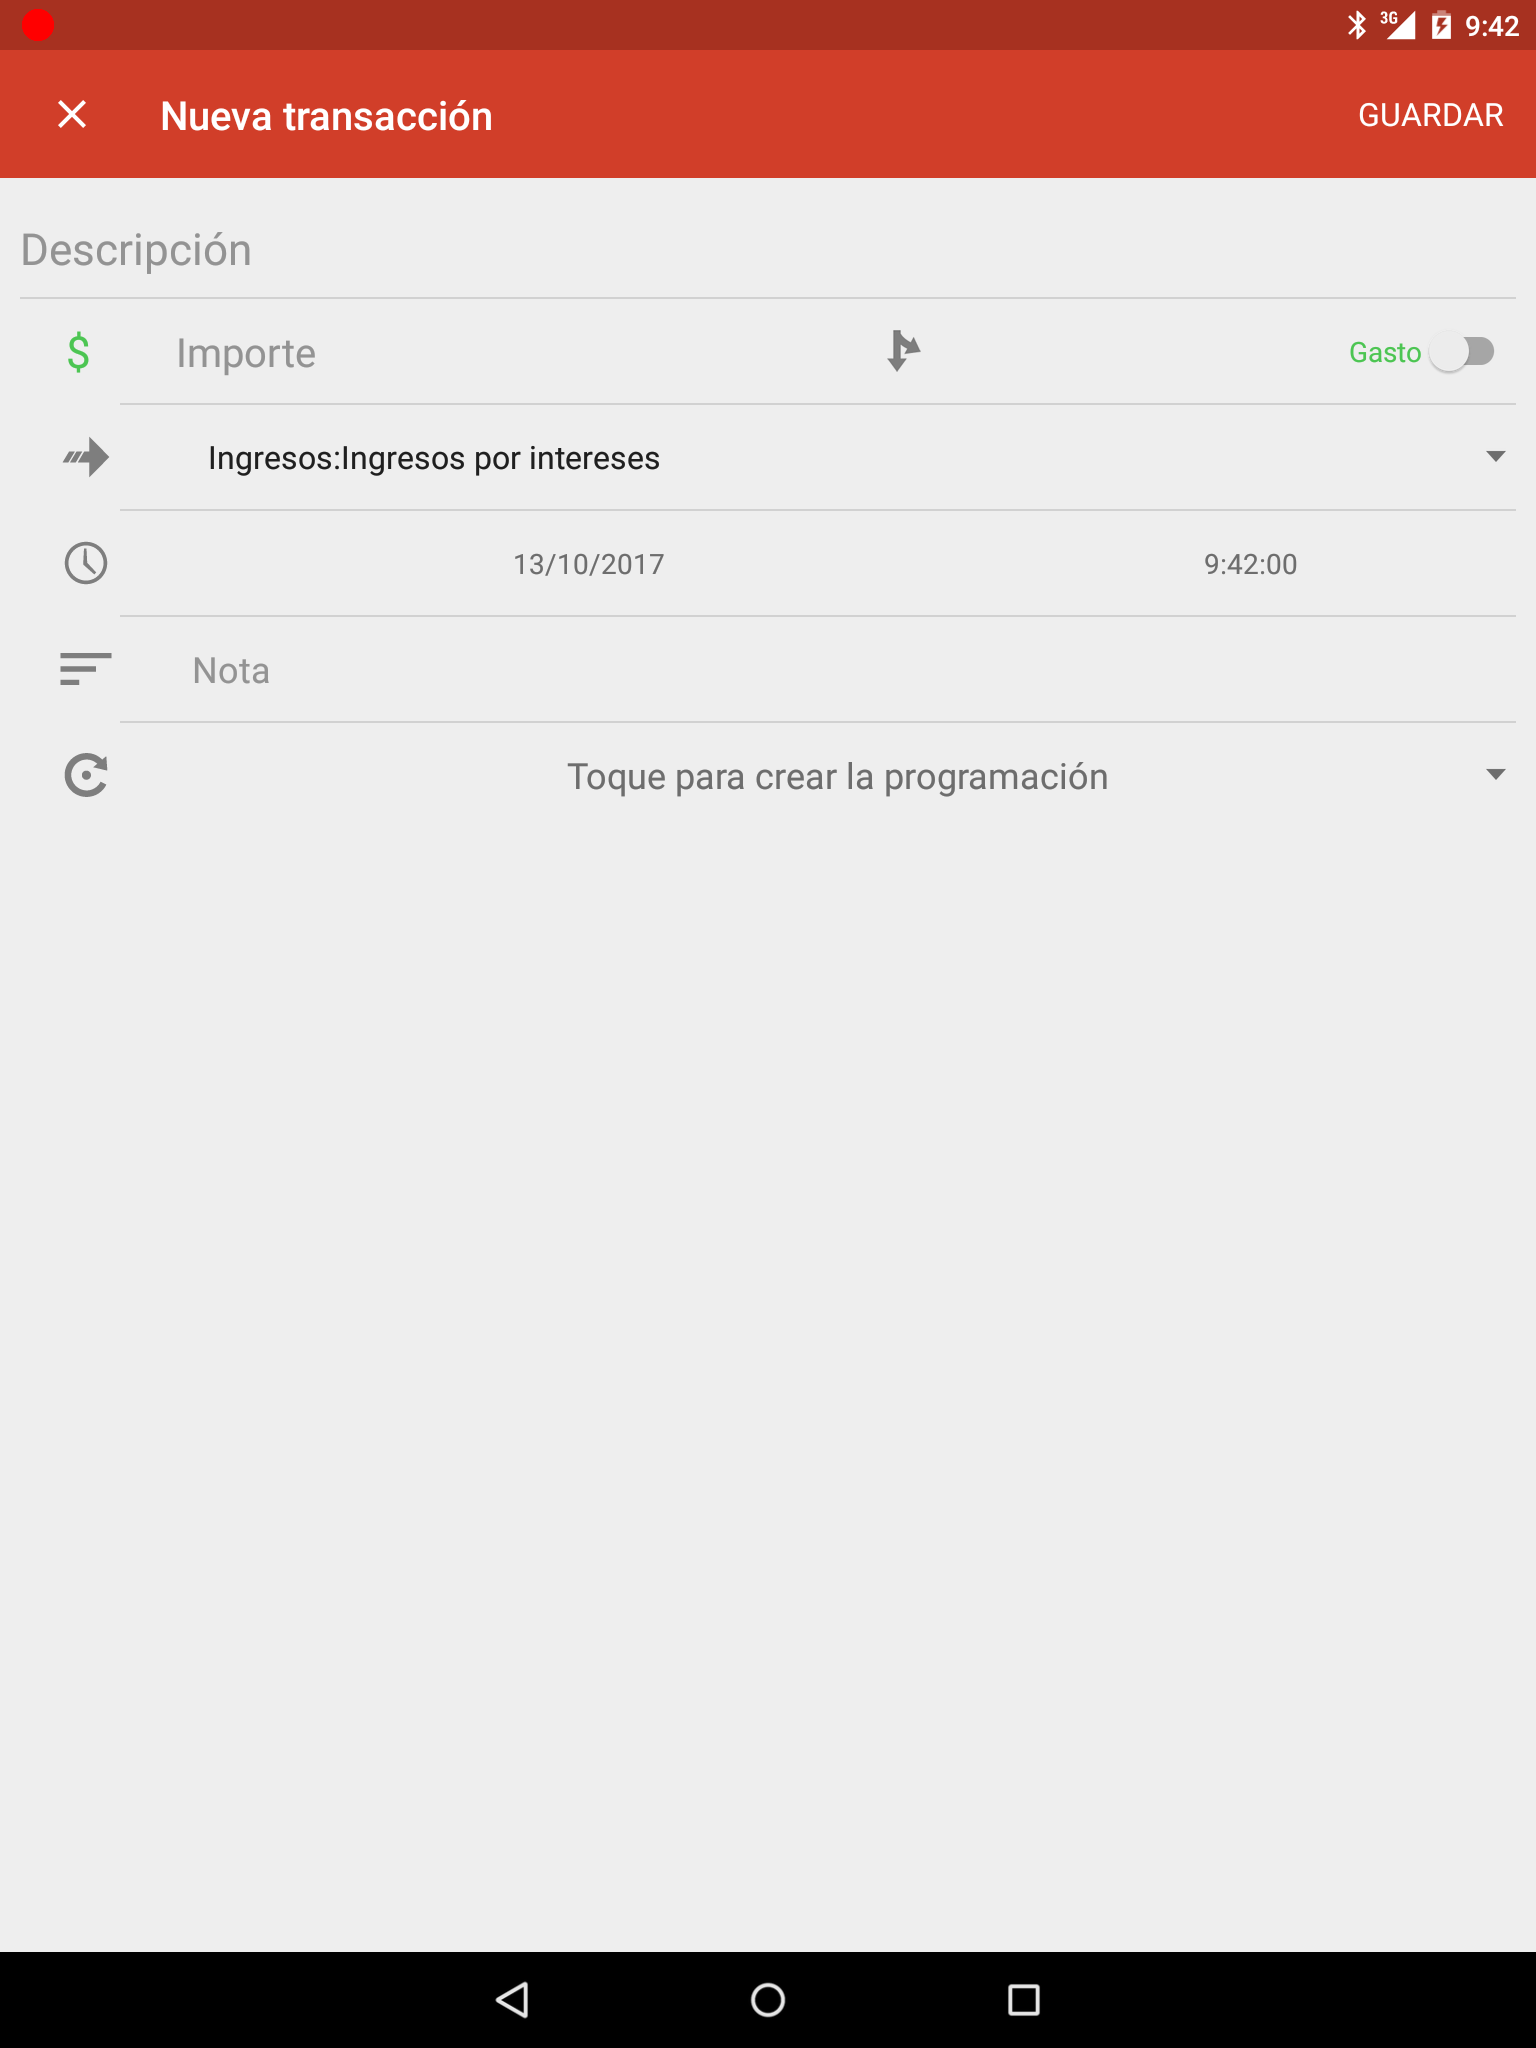 3G 9:42
Nueva transacción GUARDAR
Descripción
$ Importe Gasto
Ingresos:Ingresos por intereses
13/10/2017 9:42:00
Nota
Toque para crear la programación